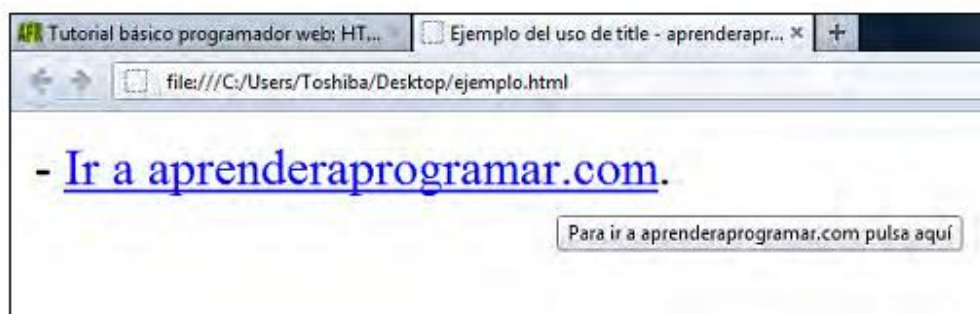 AFR Tutorial básico programador web: HT... Ejemplo del uso de title - aprenderapr... × +
file:///C:/Users/Toshiba/Desktop/ejemplo.html
- Ir a aprenderaprogramar.com.
Para ir a aprenderaprogramar.com pulsa aquí